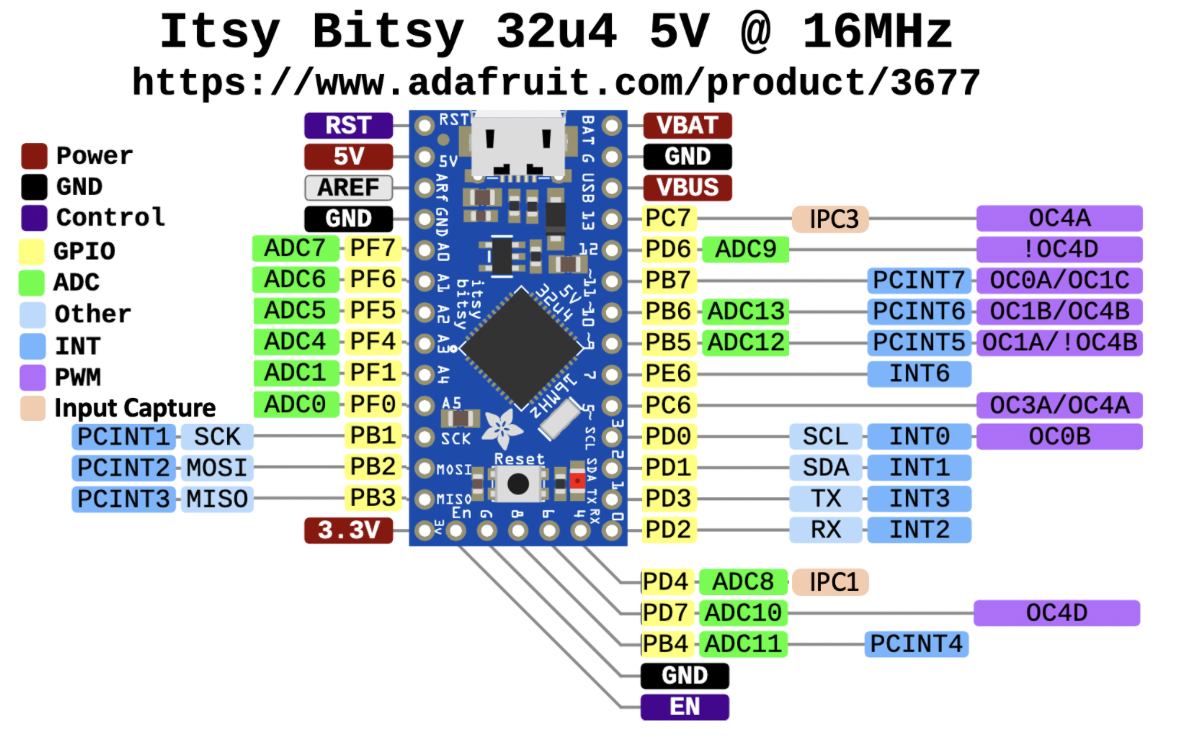 Itsy Bitsy 32u4 5V @ 16MHz
https://www.adafruit.com/product/3677
Power
GND
Control
GPIO
ADC
Other
INT
PWM
Input Capture
RST
5V
AREF
GND
ADC7 PF7
ADC6 PF6
ADC5 PF5
ADC4 PF4
ADC1 PF1
ADC0 PF0
PCINT1 SCK PB1
PCINT2 MOSI PB2
PCINT3 MISO PB3
3.3V
RST
5V
ARf
GND
A0
A1
A2
A3
A4
A5
SCK
MOSI
MISO
3v
En
G
8
6
4
itsy
bitsy
5V
32u4
16MHz
Reset
BAT
G
USB
13
12
~11
~10
~9
7
5~
SCL 3
SDA 2
TX 1
RX 0
VBAT
GND
VBUS
PC7 IPC3 OC4A
PD6 ADC9 !OC4D
PB7 PCINT7 OC0A/OC1C
PB6 ADC13 PCINT6 OC1B/OC4B
PB5 ADC12 PCINT5 OC1A/!OC4B
PE6 INT6
PC6 OC3A/OC4A
PD0 SCL INT0 OC0B
PD1 SDA INT1
PD3 TX INT3
PD2 RX INT2
PD4 ADC8 IPC1
PD7 ADC10 OC4D
PB4 ADC11 PCINT4
GND
EN